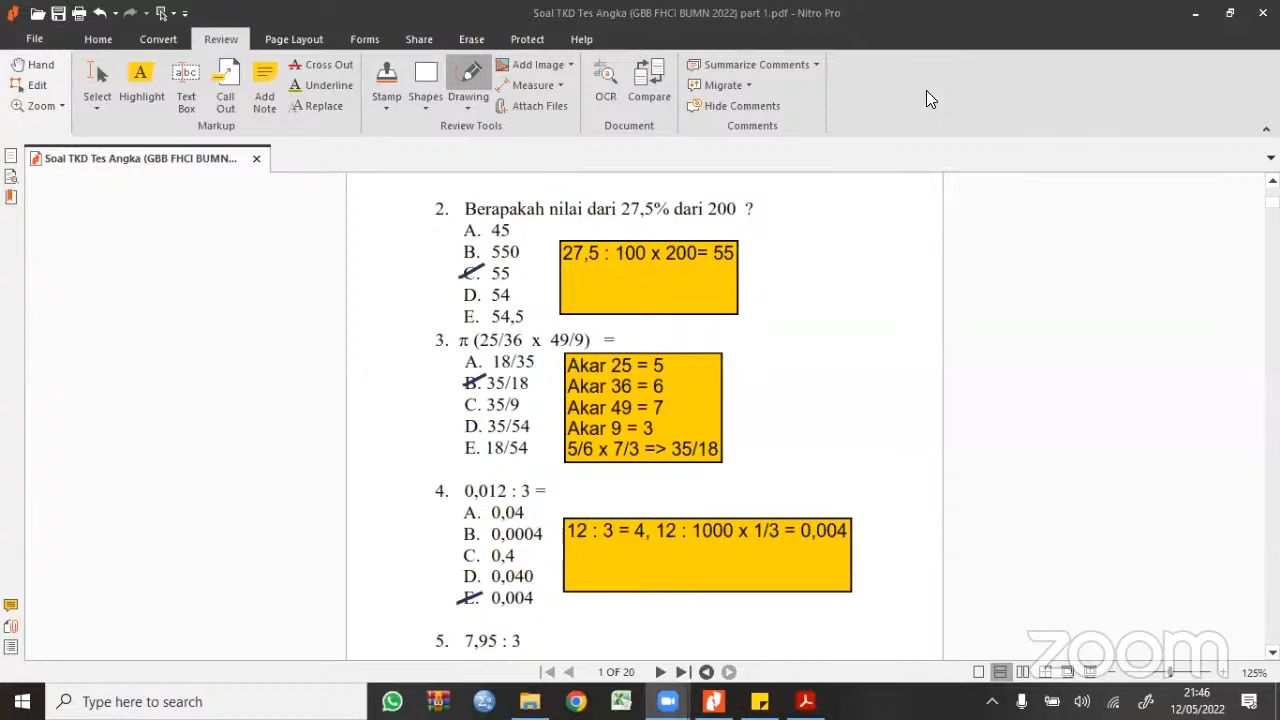 Soal TKD Tes Angka (GBB FHCI BUMN 2022) part 1.pdf - Nitro Pro
File Home Convert Review Page Layout Forms Share Erase Protect Help
Hand
Edit
Zoom
Select Highlight Text Box Call Out Add Note
Cross Out
Underline
Replace
Markup
Stamp Shapes Drawing
Add Image
Measure
Attach Files
Review Tools
OCR Compare
Document
Summarize Comments
Migrate
Hide Comments
Comments
Soal TKD Tes Angka (GBB FHCI BUMN...
2. Berapakah nilai dari 27,5% dari 200 ?
A. 45
B. 550
C. 55
D. 54
E. 54,5
27,5 : 100 x 200= 55
3. π (25/36 x 49/9) =
A. 18/35
B. 35/18
C. 35/9
D. 35/54
E. 18/54
Akar 25 = 5
Akar 36 = 6
Akar 49 = 7
Akar 9 = 3
5/6 x 7/3 => 35/18
4. 0,012 : 3 =
A. 0,04
B. 0,0004
C. 0,4
D. 0,040
E. 0,004
12 : 3 = 4, 12 : 1000 x 1/3 = 0,004
5. 7,95 : 3
zoom
1 OF 20
125%
Type here to search
21:46
12/05/2022